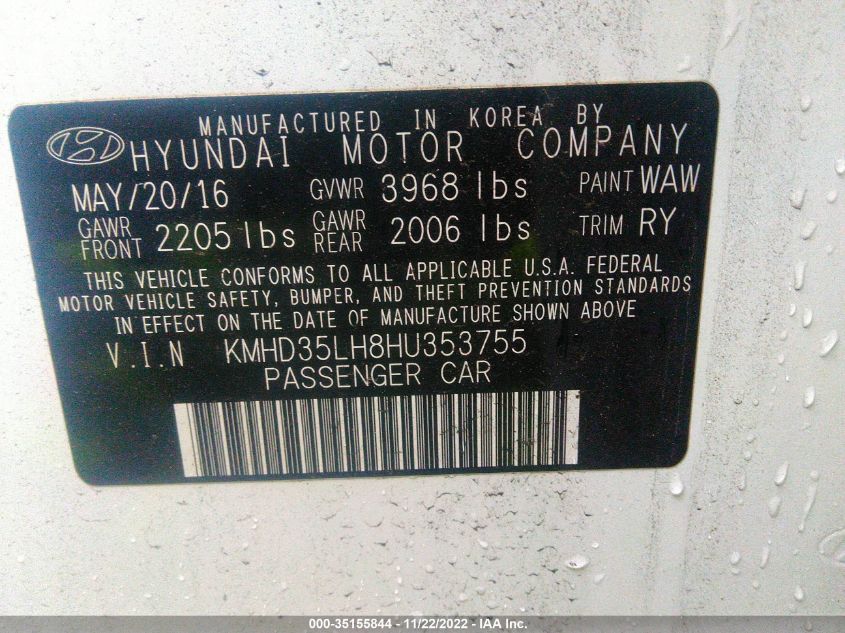 MANUFACTURED IN KOREA BY
HYUNDAI MOTOR COMPANY
MAY/20/16 GVWR 3968 lbs PAINT WAW
GAWR FRONT 2205 lbs GAWR REAR 2006 lbs TRIM RY
THIS VEHICLE CONFORMS TO ALL APPLICABLE U.S.A. FEDERAL
MOTOR VEHICLE SAFETY, BUMPER, AND THEFT PREVENTION STANDARDS
IN EFFECT ON THE DATE OF MANUFACTURE SHOWN ABOVE
V.I.N KMHD35LH8HU353755
PASSENGER CAR
000-35155844 - 11/22/2022 - IAA Inc.